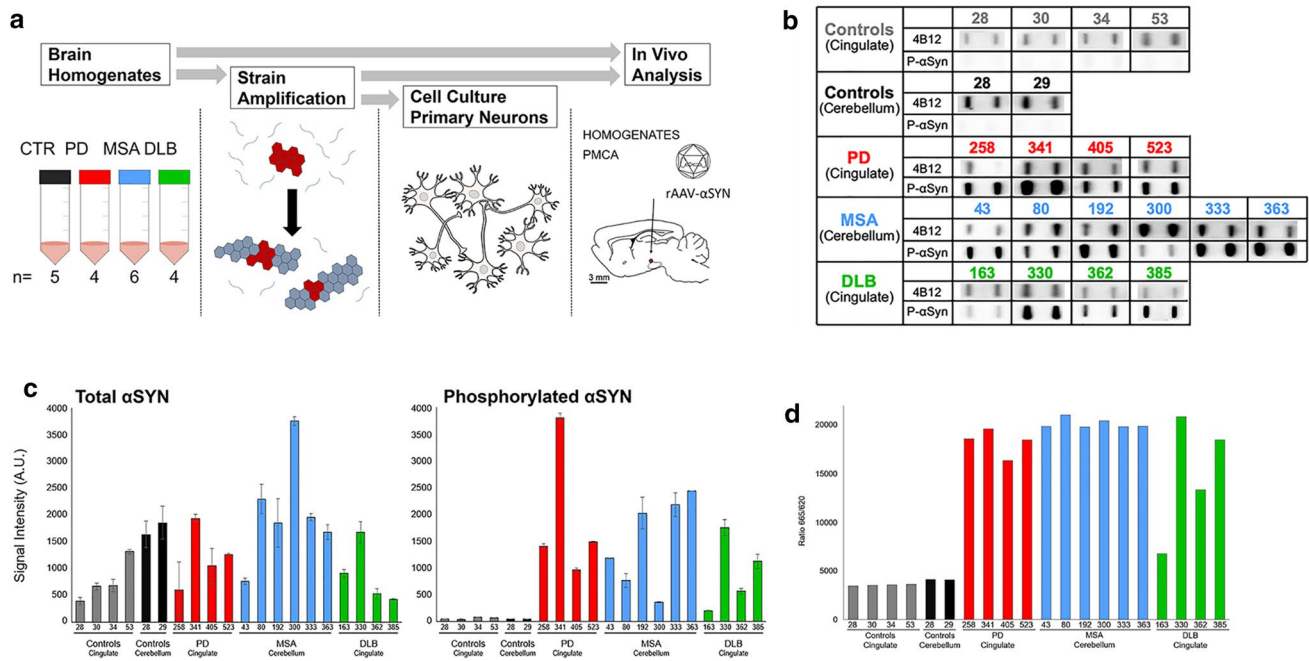 a
Brain
Homogenates
Strain
Amplification
Cell Culture
Primary Neurons
In Vivo
Analysis
CTR PD MSA DLB
n= 5 4 6 4
HOMOGENATES
PMCA
rAAV-αSYN
3 mm
b
Controls
(Cingulate)
28 30 34 53
4B12
P-αSyn
Controls
(Cerebellum)
28 29
4B12
P-αSyn
PD
(Cingulate)
258 341 405 523
4B12
P-αSyn
MSA
(Cerebellum)
43 80 192 300 333 363
4B12
P-αSyn
DLB
(Cingulate)
163 330 362 385
4B12
P-αSyn
c
Total αSYN
Signal Intensity (A.U.)
4000
3500
3000
2500
2000
1500
1000
500
0
28 30 34 53 28 29 258 341 405 523 43 80 192 300 333 363 163 330 362 385
Controls Controls PD MSA DLB
Cingulate Cerebellum Cingulate Cerebellum Cingulate
Phosphorylated αSYN
4000
3500
3000
2500
2000
1500
1000
500
0
28 30 34 53 28 29 258 341 405 523 43 80 192 300 333 363 163 330 362 385
Controls Controls PD MSA DLB
Cingulate Cerebellum Cingulate Cerebellum Cingulate
d
Ratio 665/620
20000
15000
10000
5000
0
28 30 34 53 28 29 258 341 405 523 43 80 192 300 333 363 163 330 362 385
Controls Controls PD MSA DLB
Cingulate Cerebellum Cingulate Cerebellum Cingulate